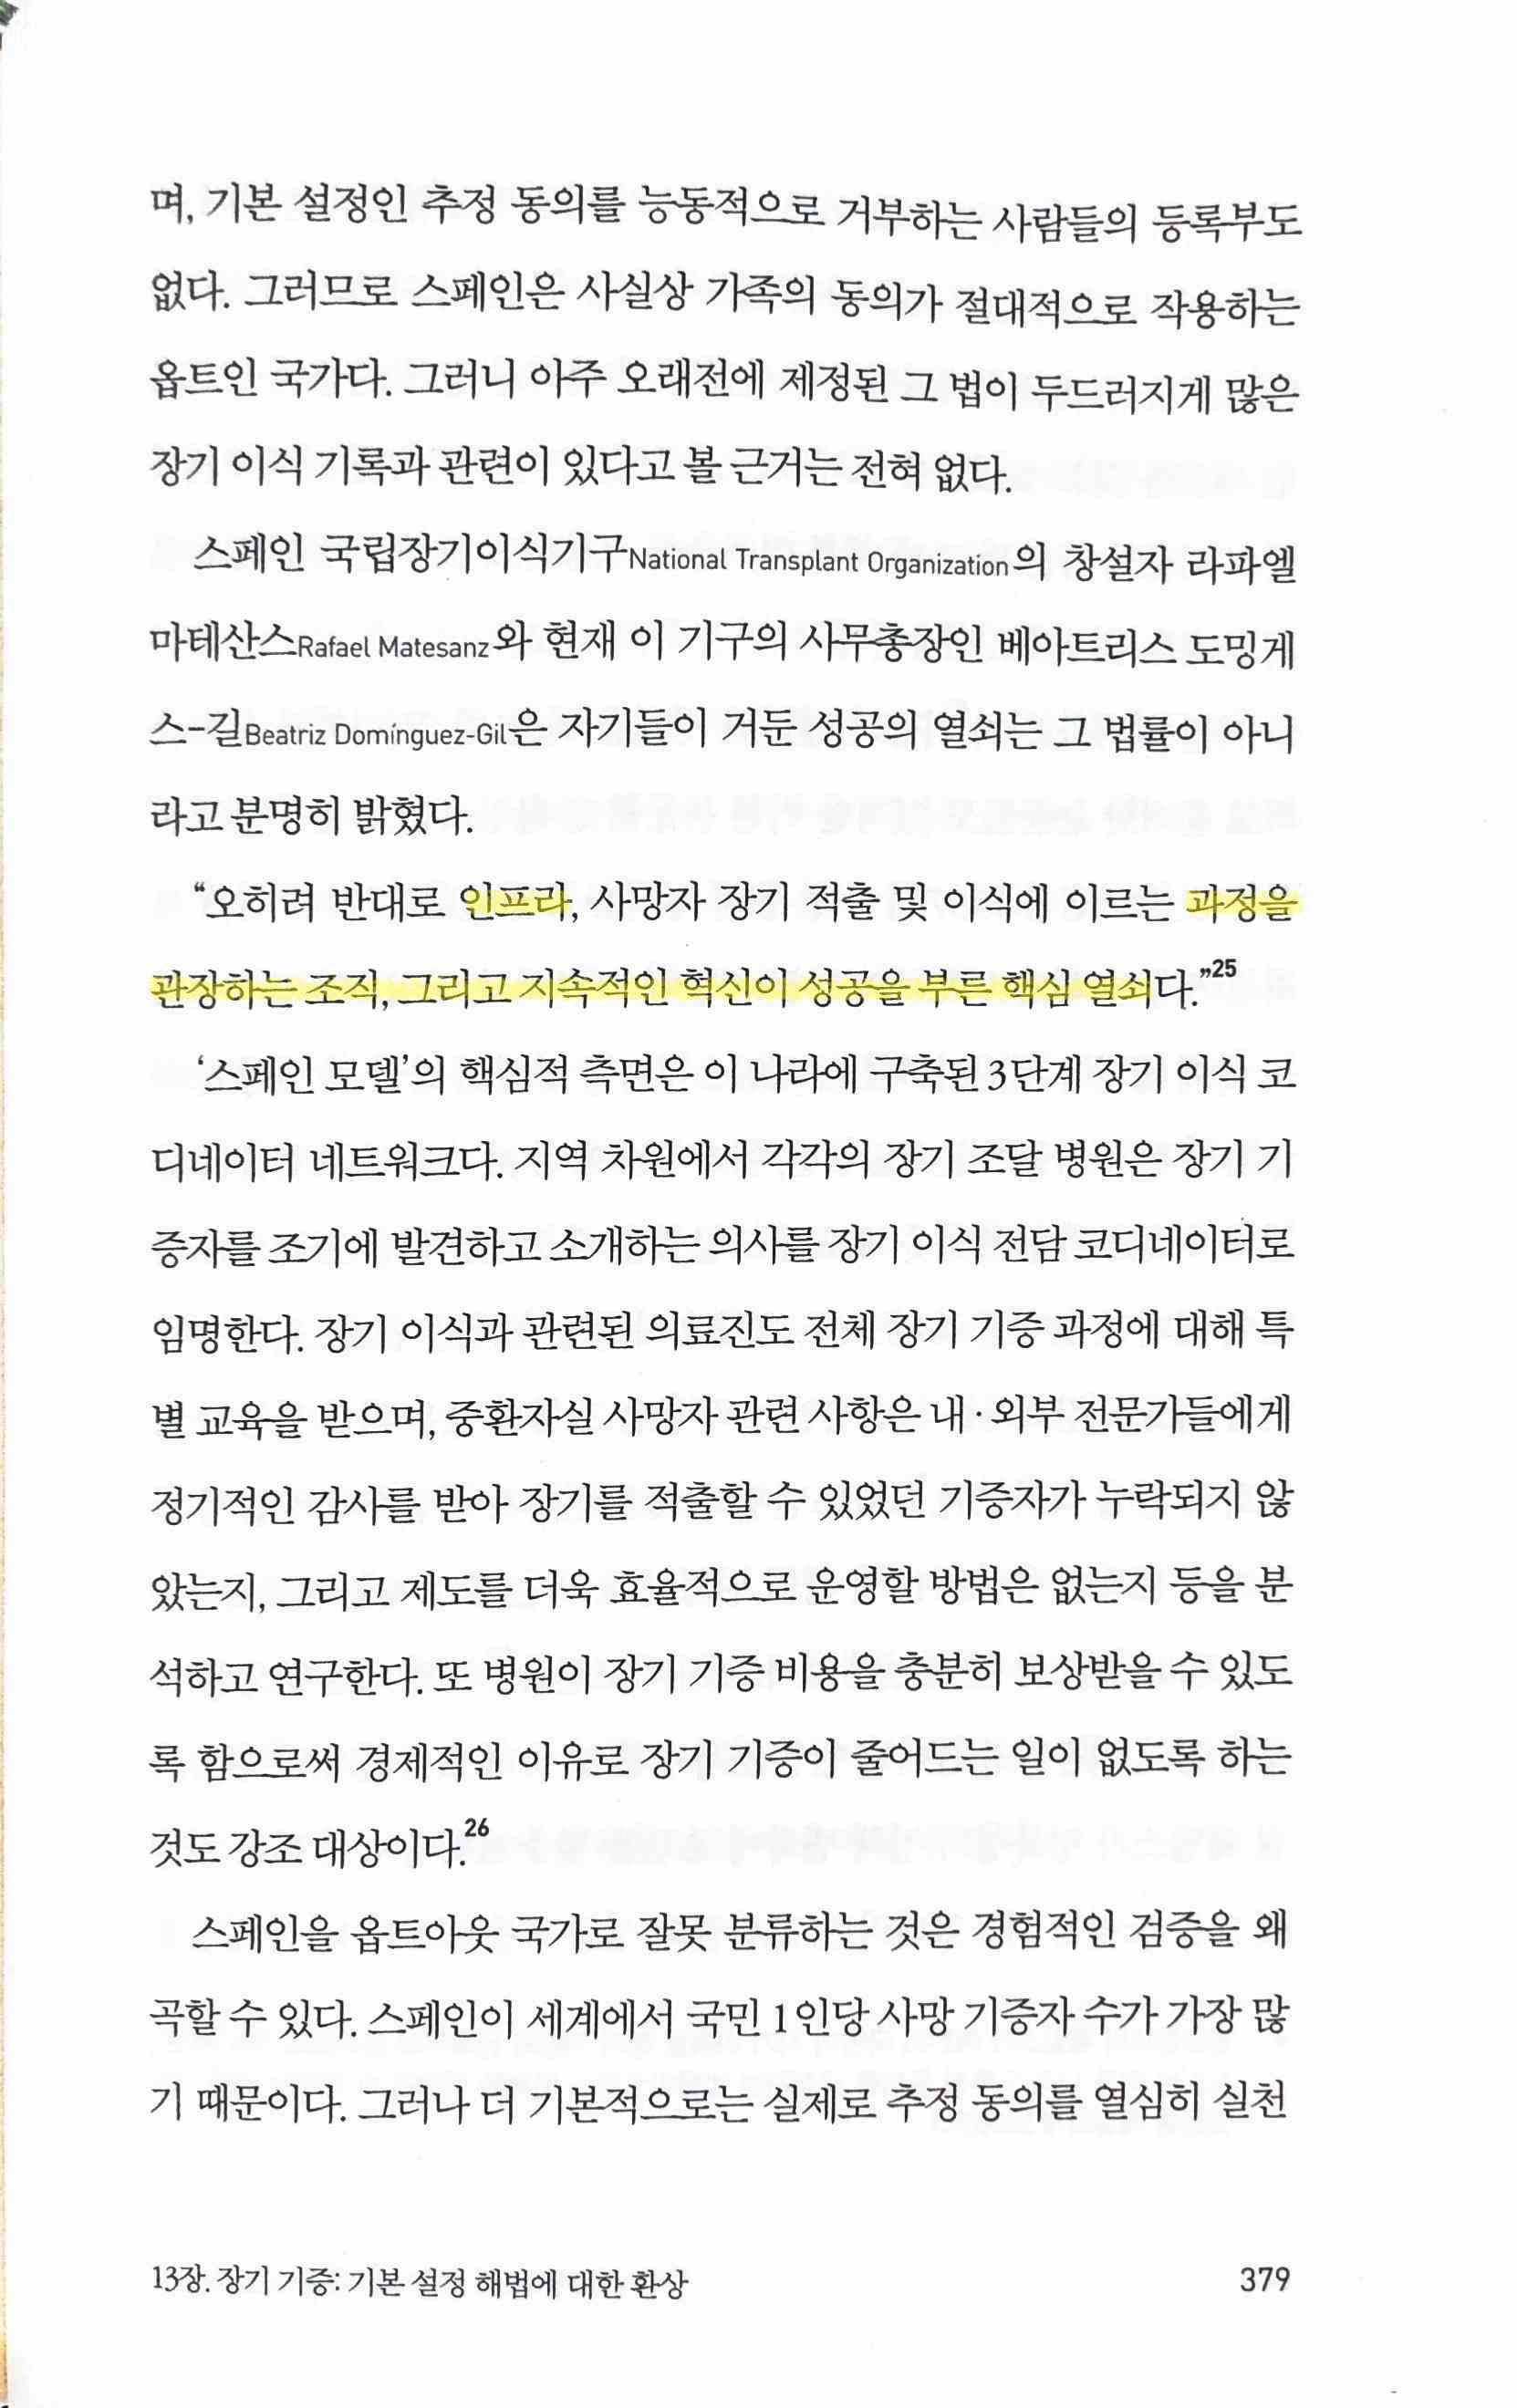 며, 기본 설정인 추정 동의를 능동적으로 거부하는 사람들의 등록부도
없다. 그러므로 스페인은 사실상 가족의 동의가 절대적으로 작용하는
옵트인 국가다. 그러니 아주 오래전에 제정된 그 법이 두드러지게 많은
장기 이식 기록과 관련이 있다고 볼 근거는 전혀 없다.
스페인 국립장기이식기구National Transplant Organization의 창설자 라파엘
마테산스Rafael Matesanz와 현재 이 기구의 사무총장인 베아트리스 도밍게
스-길Beatriz Domínguez-Gil은 자기들이 거둔 성공의 열쇠는 그 법률이 아니
라고 분명히 밝혔다.
“오히려 반대로 인프라, 사망자 장기 적출 및 이식에 이르는 과정을
관장하는 조직, 그리고 지속적인 혁신이 성공을 부른 핵심 열쇠다.”25
‘스페인 모델’의 핵심적 측면은 이 나라에 구축된 3단계 장기 이식 코
디네이터 네트워크다. 지역 차원에서 각각의 장기 조달 병원은 장기 기
증자를 조기에 발견하고 소개하는 의사를 장기 이식 전담 코디네이터로
임명한다. 장기 이식과 관련된 의료진도 전체 장기 기증 과정에 대해 특
별 교육을 받으며, 중환자실 사망자 관련 사항은 내·외부 전문가들에게
정기적인 감사를 받아 장기를 적출할 수 있었던 기증자가 누락되지 않
았는지, 그리고 제도를 더욱 효율적으로 운영할 방법은 없는지 등을 분
석하고 연구한다. 또 병원이 장기 기증 비용을 충분히 보상받을 수 있도
록 함으로써 경제적인 이유로 장기 기증이 줄어드는 일이 없도록 하는
것도 강조 대상이다.26
스페인을 옵트아웃 국가로 잘못 분류하는 것은 경험적인 검증을 왜
곡할 수 있다. 스페인이 세계에서 국민 1인당 사망 기증자 수가 가장 많
기 때문이다. 그러나 더 기본적으로는 실제로 추정 동의를 열심히 실천
13장. 장기 기증: 기본 설정 해법에 대한 환상
379